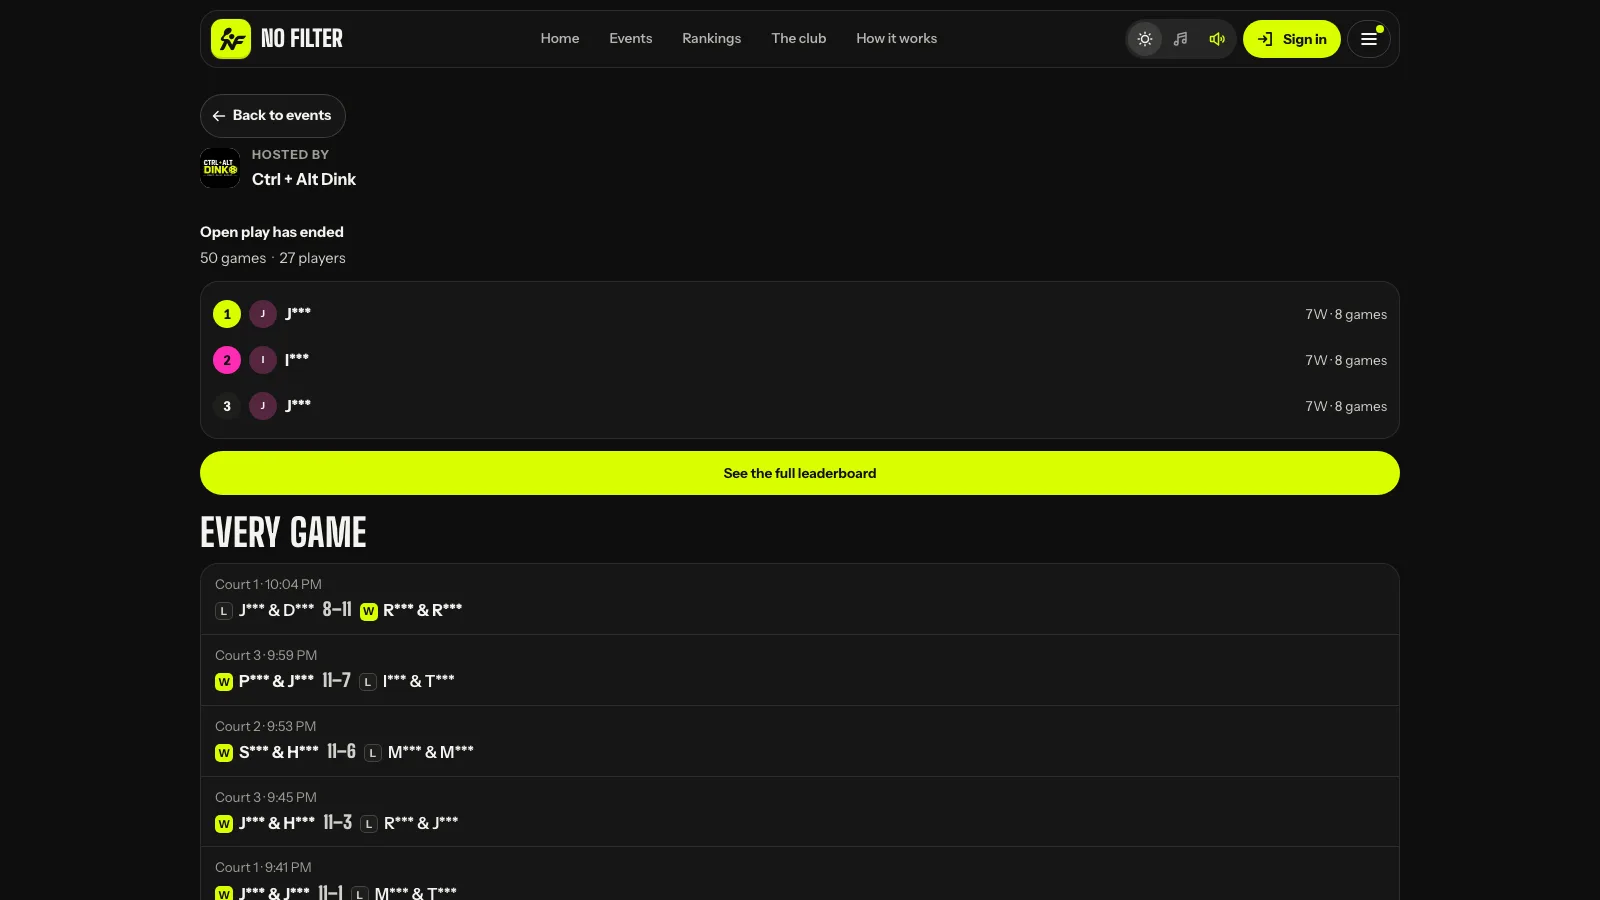 NO FILTER
Home Events Rankings The club How it works
Sign in
Back to events
CTRL+ALT
DINK
HOSTED BY
Ctrl + Alt Dink
Open play has ended
50 games · 27 players
1 J J*** 7W · 8 games
2 I I*** 7W · 8 games
3 J J*** 7W · 8 games
See the full leaderboard
EVERY GAME
Court 1 · 10:04 PM
L J*** & D*** 8–11 W R*** & R***
Court 3 · 9:59 PM
W P*** & J*** 11–7 L I*** & T***
Court 2 · 9:53 PM
W S*** & H*** 11–6 L M*** & M***
Court 3 · 9:45 PM
W J*** & H*** 11–3 L R*** & J***
Court 1 · 9:41 PM
W J*** & J*** 11–1 L M*** & T***